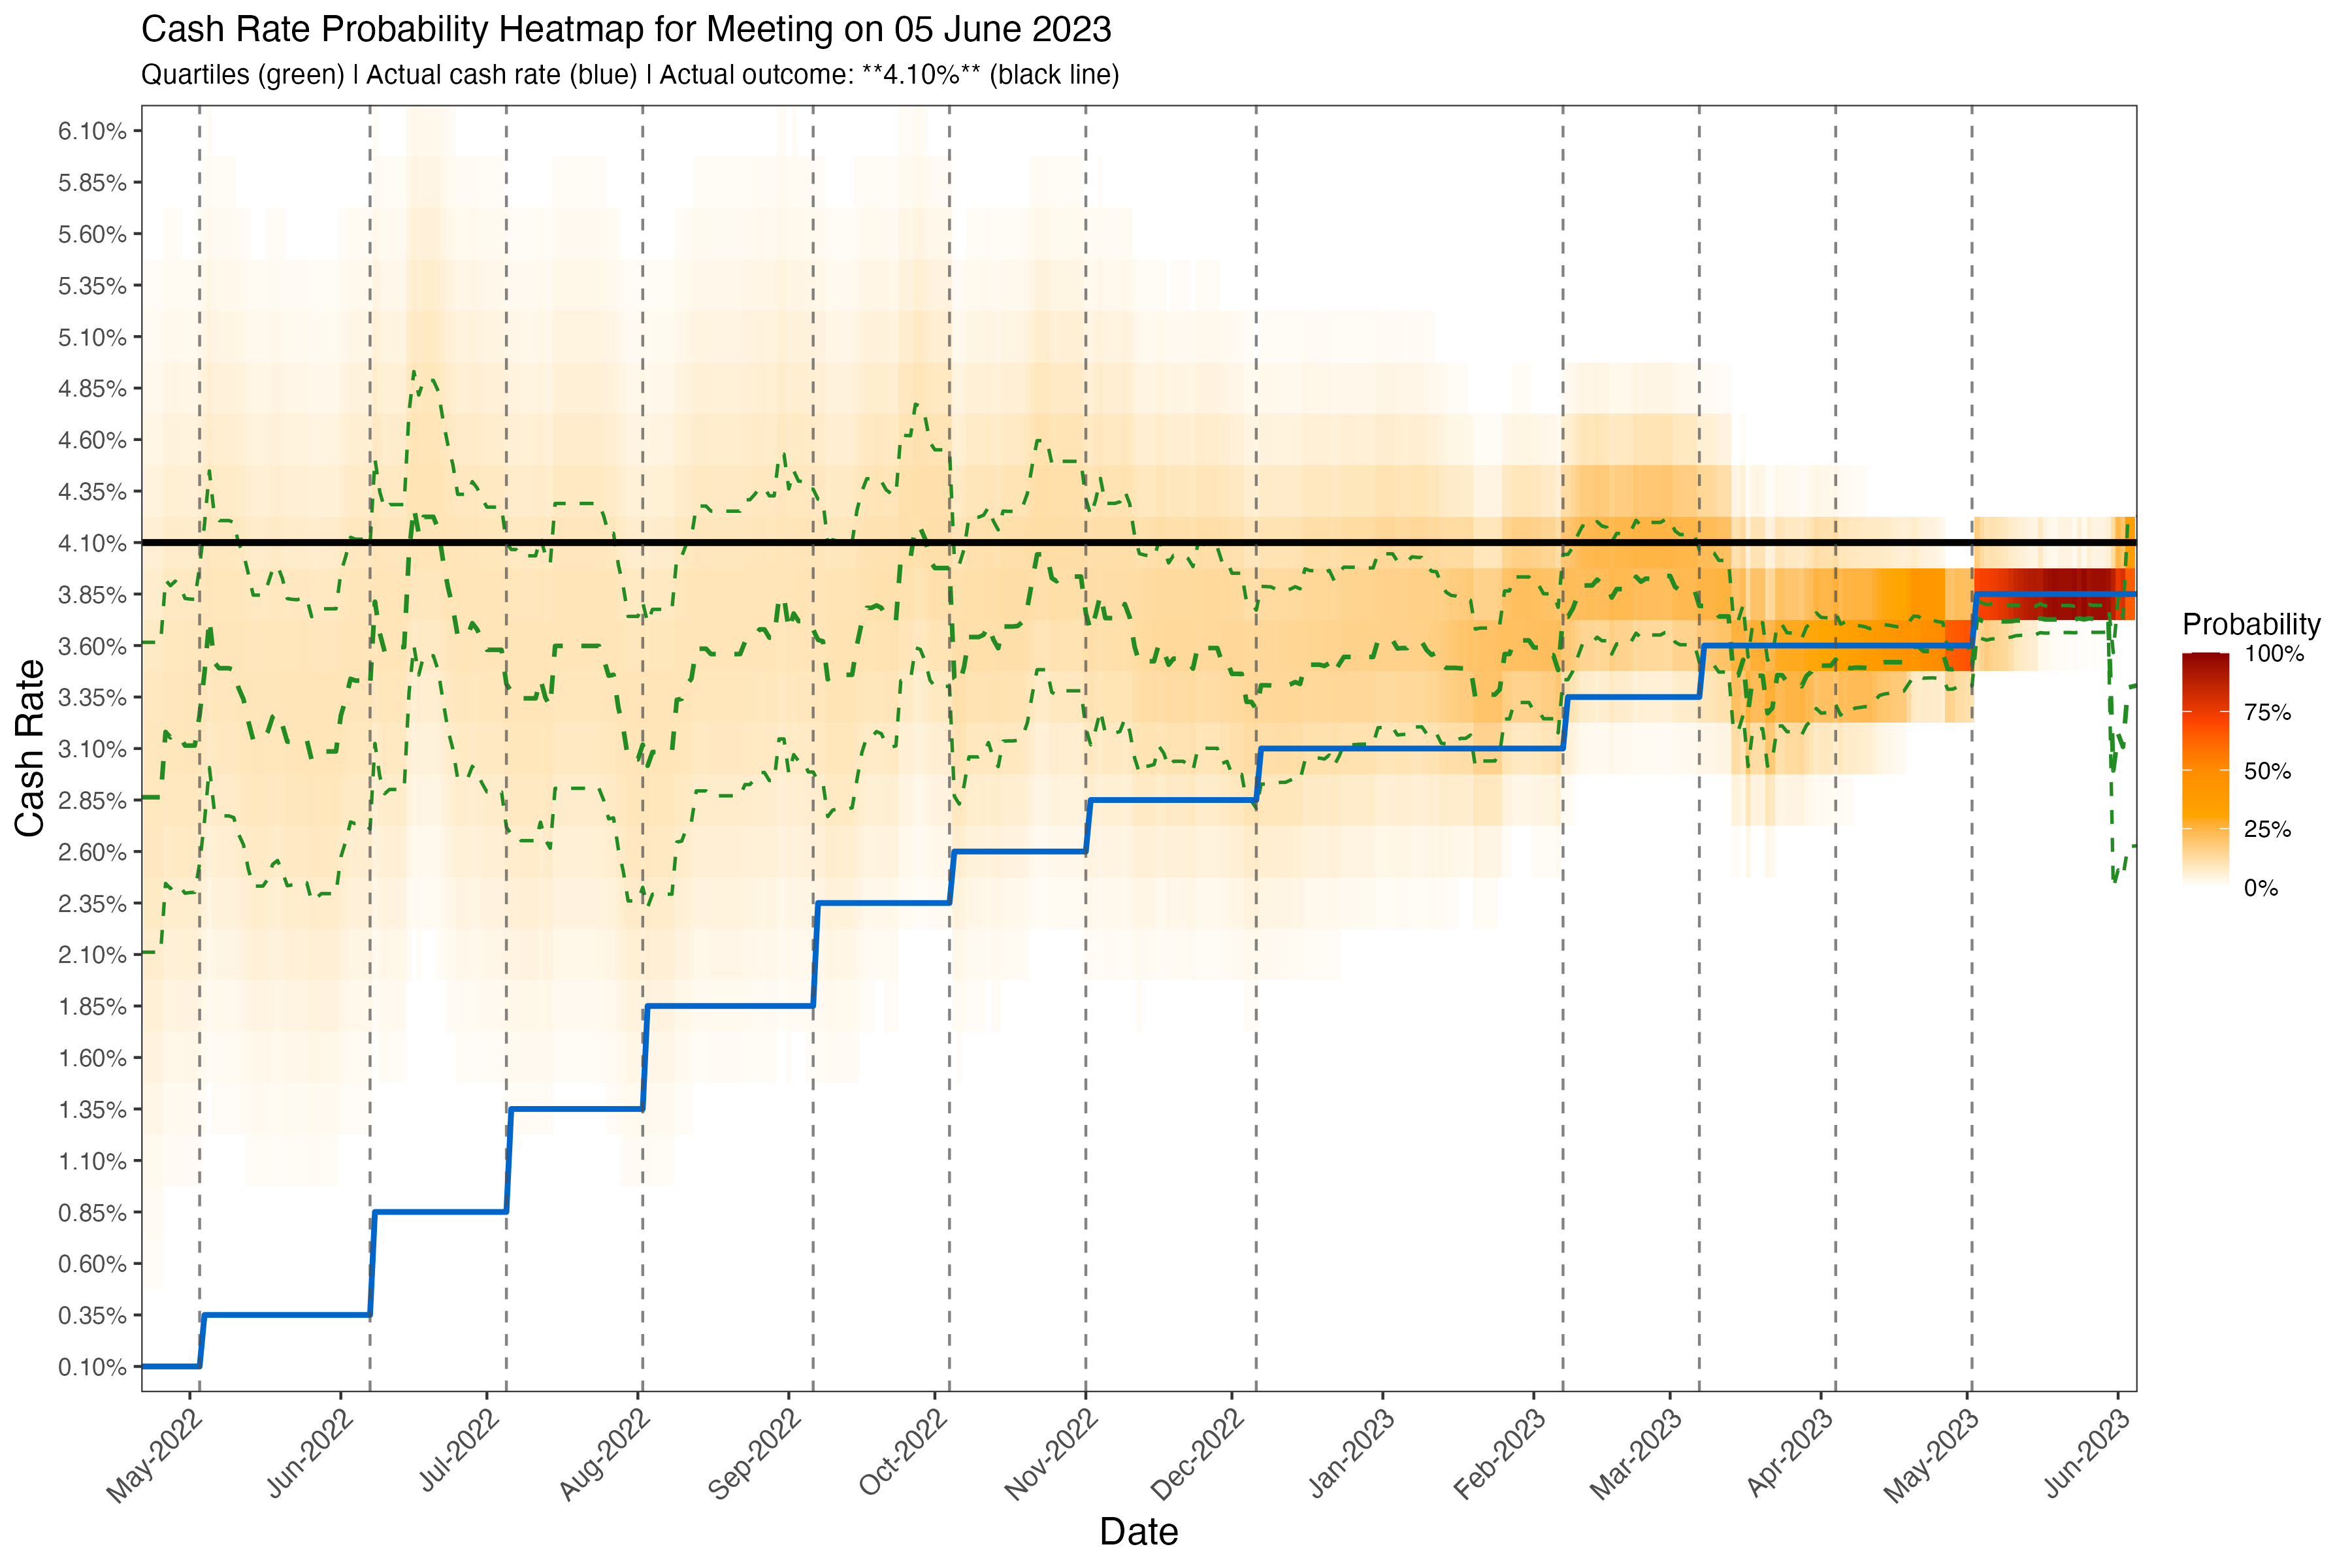 Cash Rate Probability Heatmap for Meeting on 05 June 2023
Quartiles (green) | Actual cash rate (blue) | Actual outcome: **4.10%** (black line)
Cash Rate
6.10%
5.85%
5.60%
5.35%
5.10%
4.85%
4.60%
4.35%
4.10%
3.85%
3.60%
3.35%
3.10%
2.85%
2.60%
2.35%
2.10%
1.85%
1.60%
1.35%
1.10%
0.85%
0.60%
0.35%
0.10%
May-2022
Jun-2022
Jul-2022
Aug-2022
Sep-2022
Oct-2022
Nov-2022
Dec-2022
Jan-2023
Feb-2023
Mar-2023
Apr-2023
May-2023
Jun-2023
Date
Probability
100%
75%
50%
25%
0%